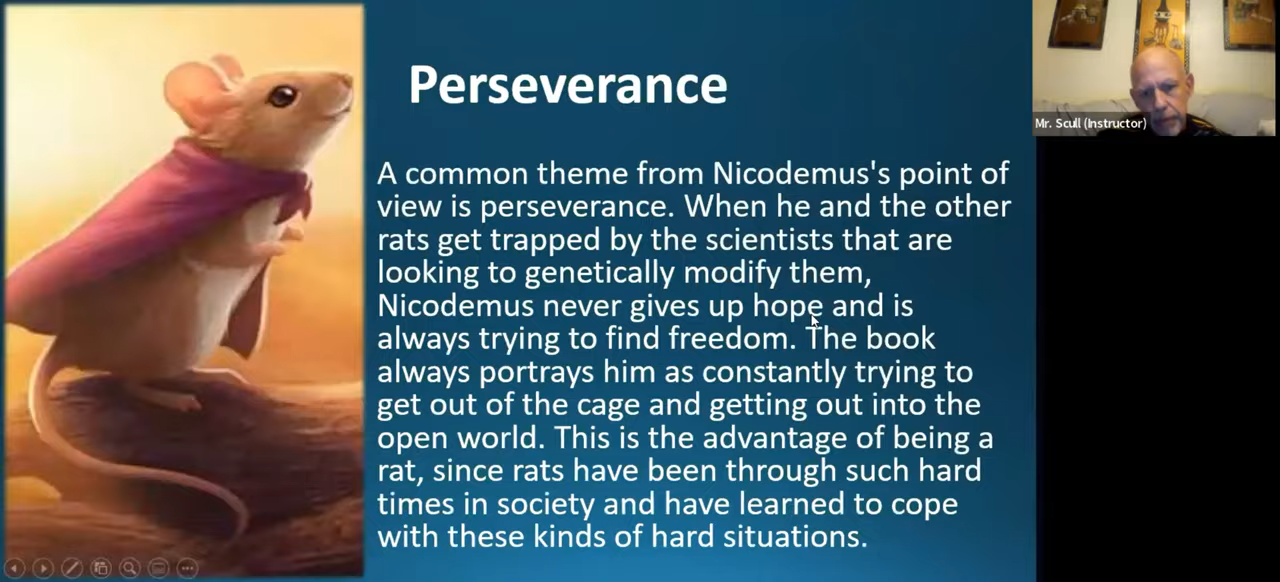 Perseverance
A common theme from Nicodemus's point of
view is perseverance. When he and the other
rats get trapped by the scientists that are
looking to genetically modify them,
Nicodemus never gives up hope and is
always trying to find freedom. The book
always portrays him as constantly trying to
get out of the cage and getting out into the
open world. This is the advantage of being a
rat, since rats have been through such hard
times in society and have learned to cope
with these kinds of hard situations.
Mr. Scull (Instructor)